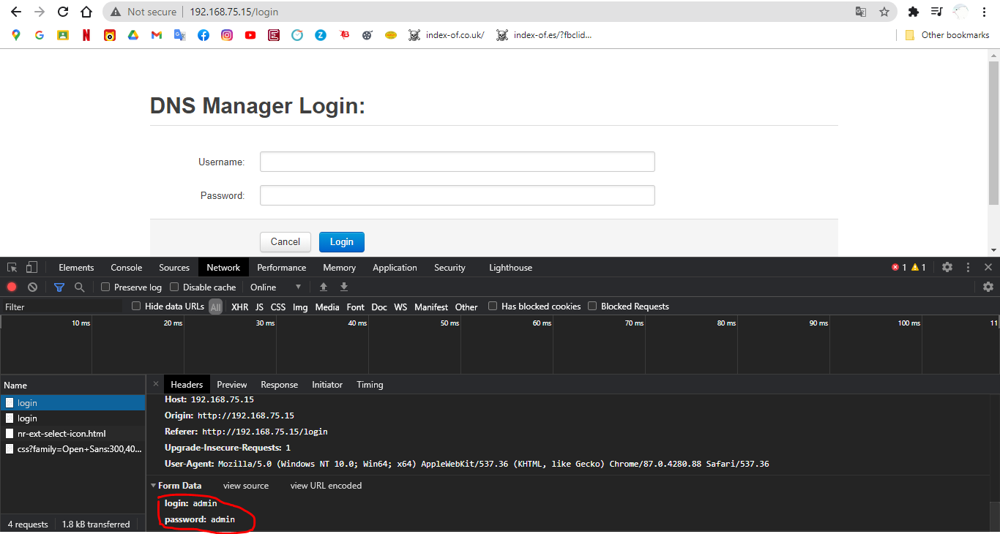 Not secure 192.168.75.15/login
index-of.co.uk/ index-of.es/?fbclid... Other bookmarks
DNS Manager Login:
Username:
Password:
Cancel Login
Elements Console Sources Network Performance Memory Application Security Lighthouse 1 1
Preserve log Disable cache Online
Filter Hide data URLs All XHR JS CSS Img Media Font Doc WS Manifest Other Has blocked cookies Blocked Requests
10 ms 20 ms 30 ms 40 ms 50 ms 60 ms 70 ms 80 ms 90 ms 100 ms 11
Name
login
login
nr-ext-select-icon.html
css?family=Open+Sans:300,40...
4 requests 1.8 kB transferred
Headers Preview Response Initiator Timing
Host: 192.168.75.15
Origin: http://192.168.75.15
Referer: http://192.168.75.15/login
Upgrade-Insecure-Requests: 1
User-Agent: Mozilla/5.0 (Windows NT 10.0; Win64; x64) AppleWebKit/537.36 (KHTML, like Gecko) Chrome/87.0.4280.88 Safari/537.36
Form Data view source view URL encoded
login: admin
password: admin